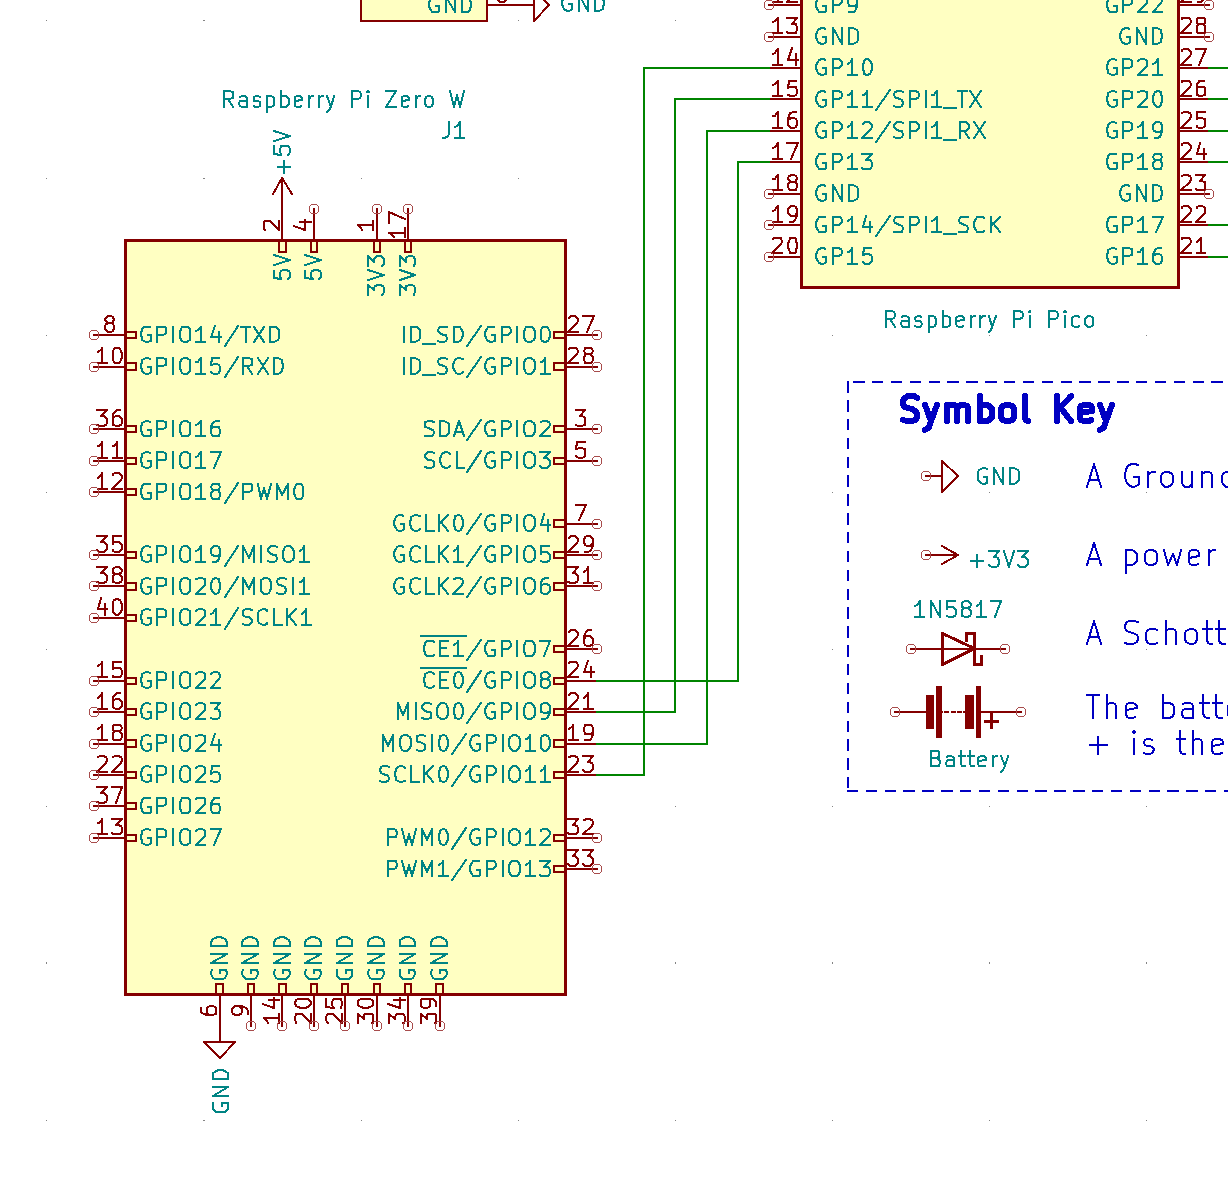 GND
GND
Raspberry Pi Zero W
J1
+5V
2
4
1
17
5V
5V
3V3
3V3
8 GPIO14/TXD
10 GPIO15/RXD
36 GPIO16
11 GPIO17
12 GPIO18/PWM0
35 GPIO19/MISO1
38 GPIO20/MOSI1
40 GPIO21/SCLK1
15 GPIO22
16 GPIO23
18 GPIO24
22 GPIO25
37 GPIO26
13 GPIO27
ID_SD/GPIO0 27
ID_SC/GPIO1 28
SDA/GPIO2 3
SCL/GPIO3 5
GCLK0/GPIO4 7
GCLK1/GPIO5 29
GCLK2/GPIO6 31
CE1/GPIO7 26
CE0/GPIO8 24
MISO0/GPIO9 21
MOSI0/GPIO10 19
SCLK0/GPIO11 23
PWM0/GPIO12 32
PWM1/GPIO13 33
GND
GND
GND
GND
GND
GND
GND
GND
6
9
14
20
25
30
34
39
GND
12 GP9
13 GND
14 GP10
15 GP11/SPI1_TX
16 GP12/SPI1_RX
17 GP13
18 GND
19 GP14/SPI1_SCK
20 GP15
GP22 29
GND 28
GP21 27
GP20 26
GP19 25
GP18 24
GND 23
GP17 22
GP16 21
Raspberry Pi Pico
Symbol Key
GND A Ground
+3V3 A power
1N5817
A Schott
The batt
+
+ is the
Battery